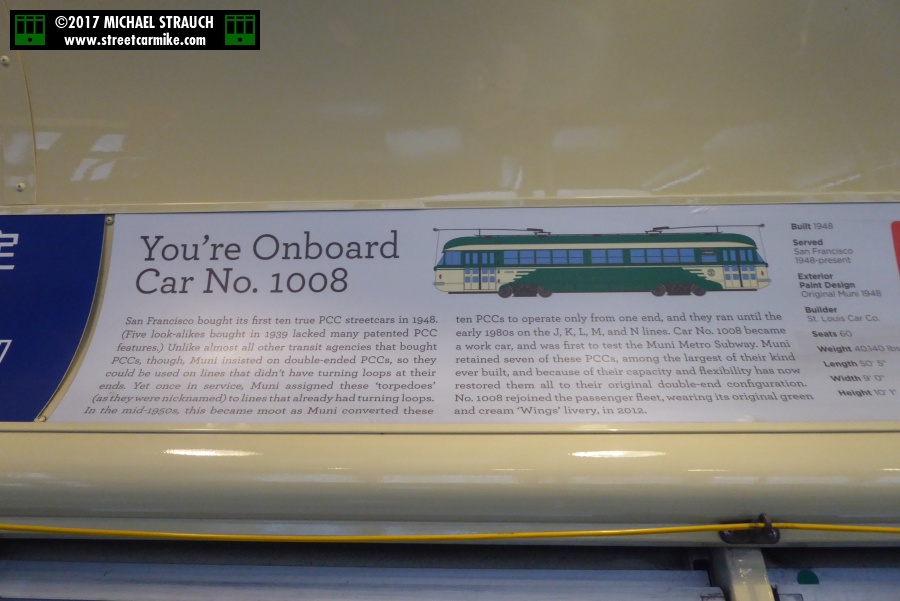 ©2017 MICHAEL STRAUCH
www.streetcarmike.com
You're Onboard
Car No. 1008
San Francisco bought its first ten true PCC streetcars in 1948.
(Five look-alikes bought in 1939 lacked many patented PCC
features.) Unlike almost all other transit agencies that bought
PCCs, though, Muni insisted on double-ended PCCs, so they
could be used on lines that didn't have turning loops at their
ends. Yet once in service, Muni assigned these 'torpedoes'
(as they were nicknamed) to lines that already had turning loops.
In the mid-1950s, this became moot as Muni converted these
ten PCCs to operate only from one end, and they ran until the
early 1980s on the J, K, L, M, and N lines. Car No. 1008 became
a work car, and was first to test the Muni Metro Subway. Muni
retained seven of these PCCs, among the largest of their kind
ever built, and because of their capacity and flexibility has now
restored them all to their original double-end configuration.
No. 1008 rejoined the passenger fleet, wearing its original green
and cream 'Wings' livery, in 2012.
Built 1948
Served
San Francisco
1948-present
Exterior
Paint Design
Original Muni 1948
Builder
St. Louis Car Co.
Seats 60
Weight 40,140 lbs
Length 50' 5"
Width 9' 0"
Height 10' 1"